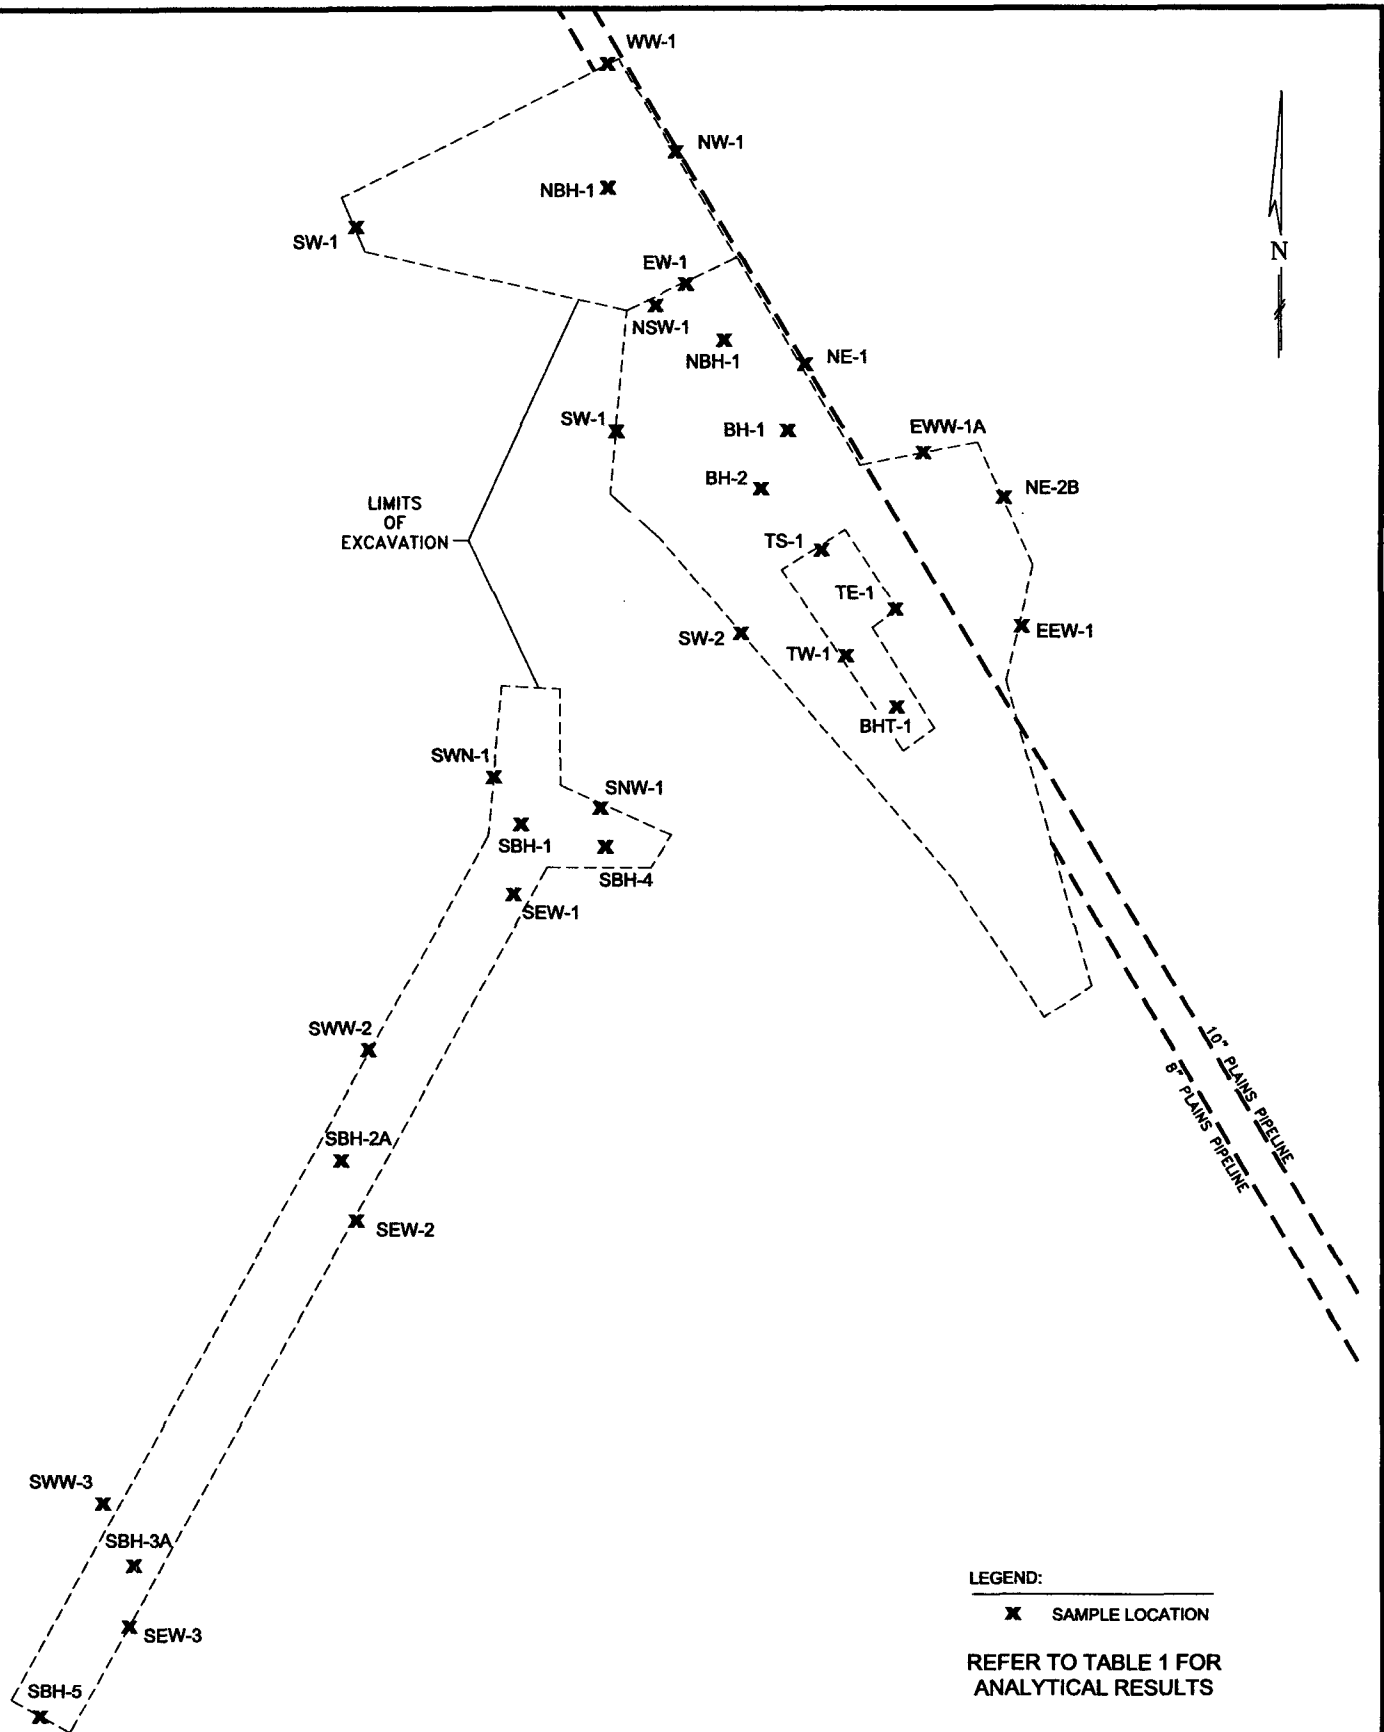 WW-1
NW-1
NBH-1
SW-1
N
EW-1
NSW-1
NBH-1
NE-1
SW-1
BH-1
EWW-1A
BH-2
NE-2B
LIMITS
OF
EXCAVATION
TS-1
TE-1
SW-2
EEW-1
TW-1
BHT-1
SWN-1
SNW-1
SBH-1
SBH-4
SEW-1
SWW-2
10" PLAINS PIPELINE
8" PLAINS PIPELINE
SBH-2A
SEW-2
SWW-3
SBH-3A
SEW-3
SBH-5
LEGEND:
SAMPLE LOCATION
REFER TO TABLE 1 FOR
ANALYTICAL RESULTS